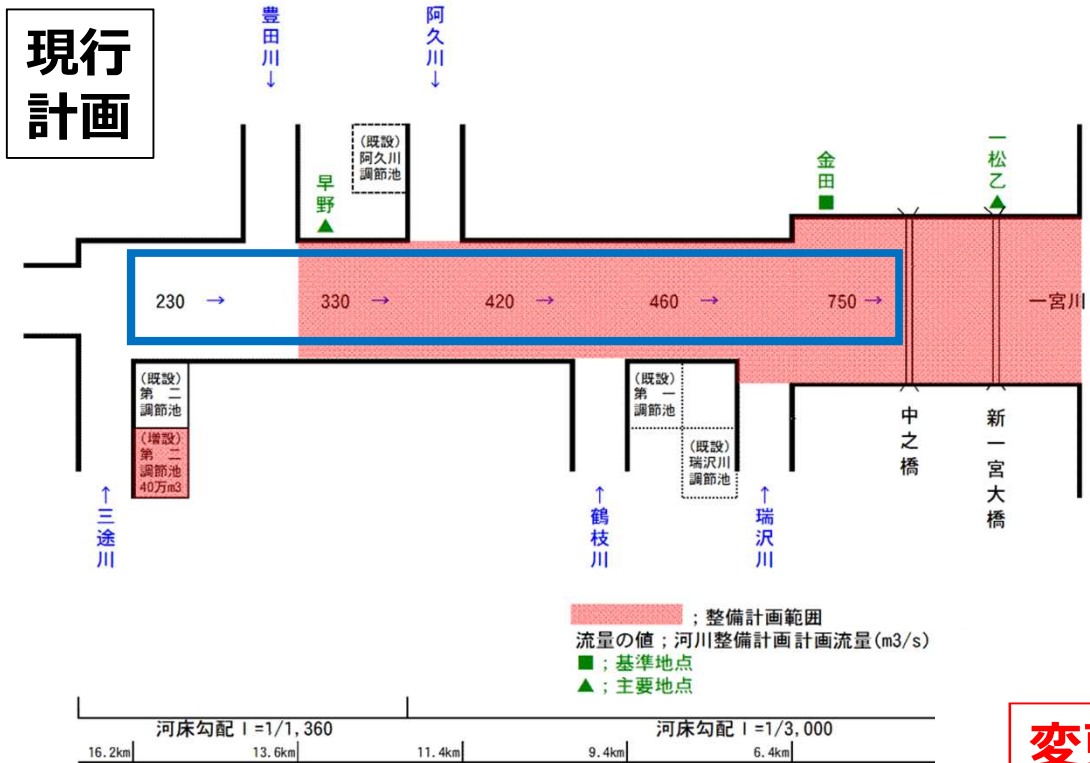 現行
計画
豊田川↓
阿久川↓
(既設)
阿久川
調節池
早野
▲
金田
■
一松乙
▲
230 →
330 →
420 →
460 →
750 →
一宮川
(既設)
第二
調節池
(増設)
第二
調節池
40万m3
(既設)
第一
調節池
(既設)
瑞沢川
調節池
中之橋
新一宮大橋
↑三途川
↑鶴枝川
↑瑞沢川
；整備計画範囲
流量の値；河川整備計画計画流量(m3/s)
■；基準地点
▲；主要地点
河床勾配 I =1/1,360
河床勾配 I =1/3,000
16.2km
13.6km
11.4km
9.4km
6.4km